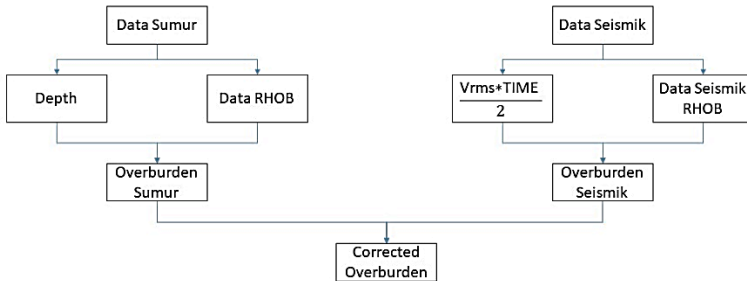 Data Sumur
Data Seismik
Depth
Data RHOB
Vrms*TIME
2
Data Seismik
RHOB
Overburden
Sumur
Overburden
Seismik
Corrected
Overburden